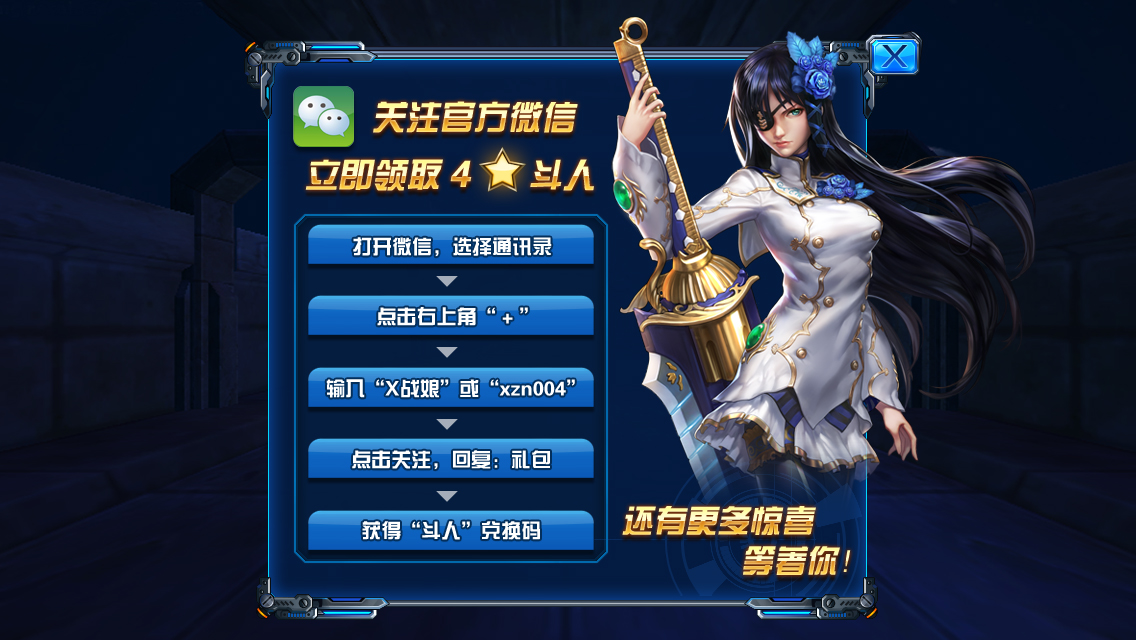 关注官方微信
立即领取 4 斗人
打开微信，选择通讯录
点击右上角“+”
输入“X战娘”或“xzn004”
点击关注，回复：礼包
获得“斗人”兑换码
还有更多惊喜
等著你！
X